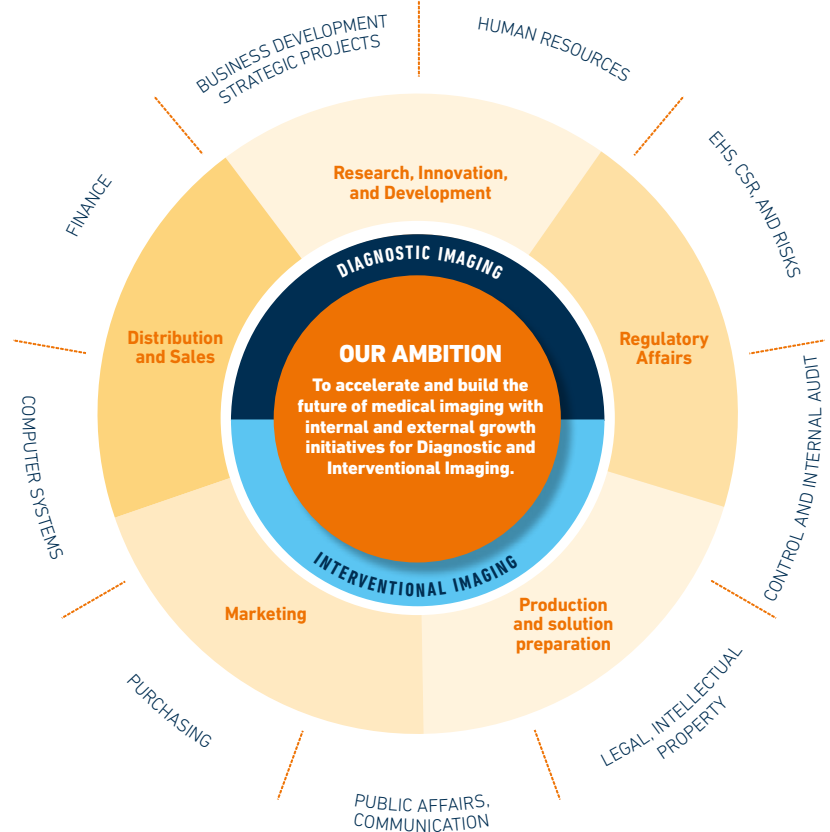 BUSINESS DEVELOPMENT
STRATEGIC PROJECTS
HUMAN RESOURCES
EHS, CSR, AND RISKS
CONTROL AND INTERNAL AUDIT
LEGAL, INTELLECTUAL
PROPERTY
PUBLIC AFFAIRS,
COMMUNICATION
PURCHASING
COMPUTER SYSTEMS
FINANCE
Research, Innovation,
and Development
Regulatory
Affairs
Production
and solution
preparation
Marketing
Distribution
and Sales
DIAGNOSTIC IMAGING
OUR AMBITION
To accelerate and build the
future of medical imaging with
internal and external growth
initiatives for Diagnostic and
Interventional Imaging.
INTERVENTIONAL IMAGING